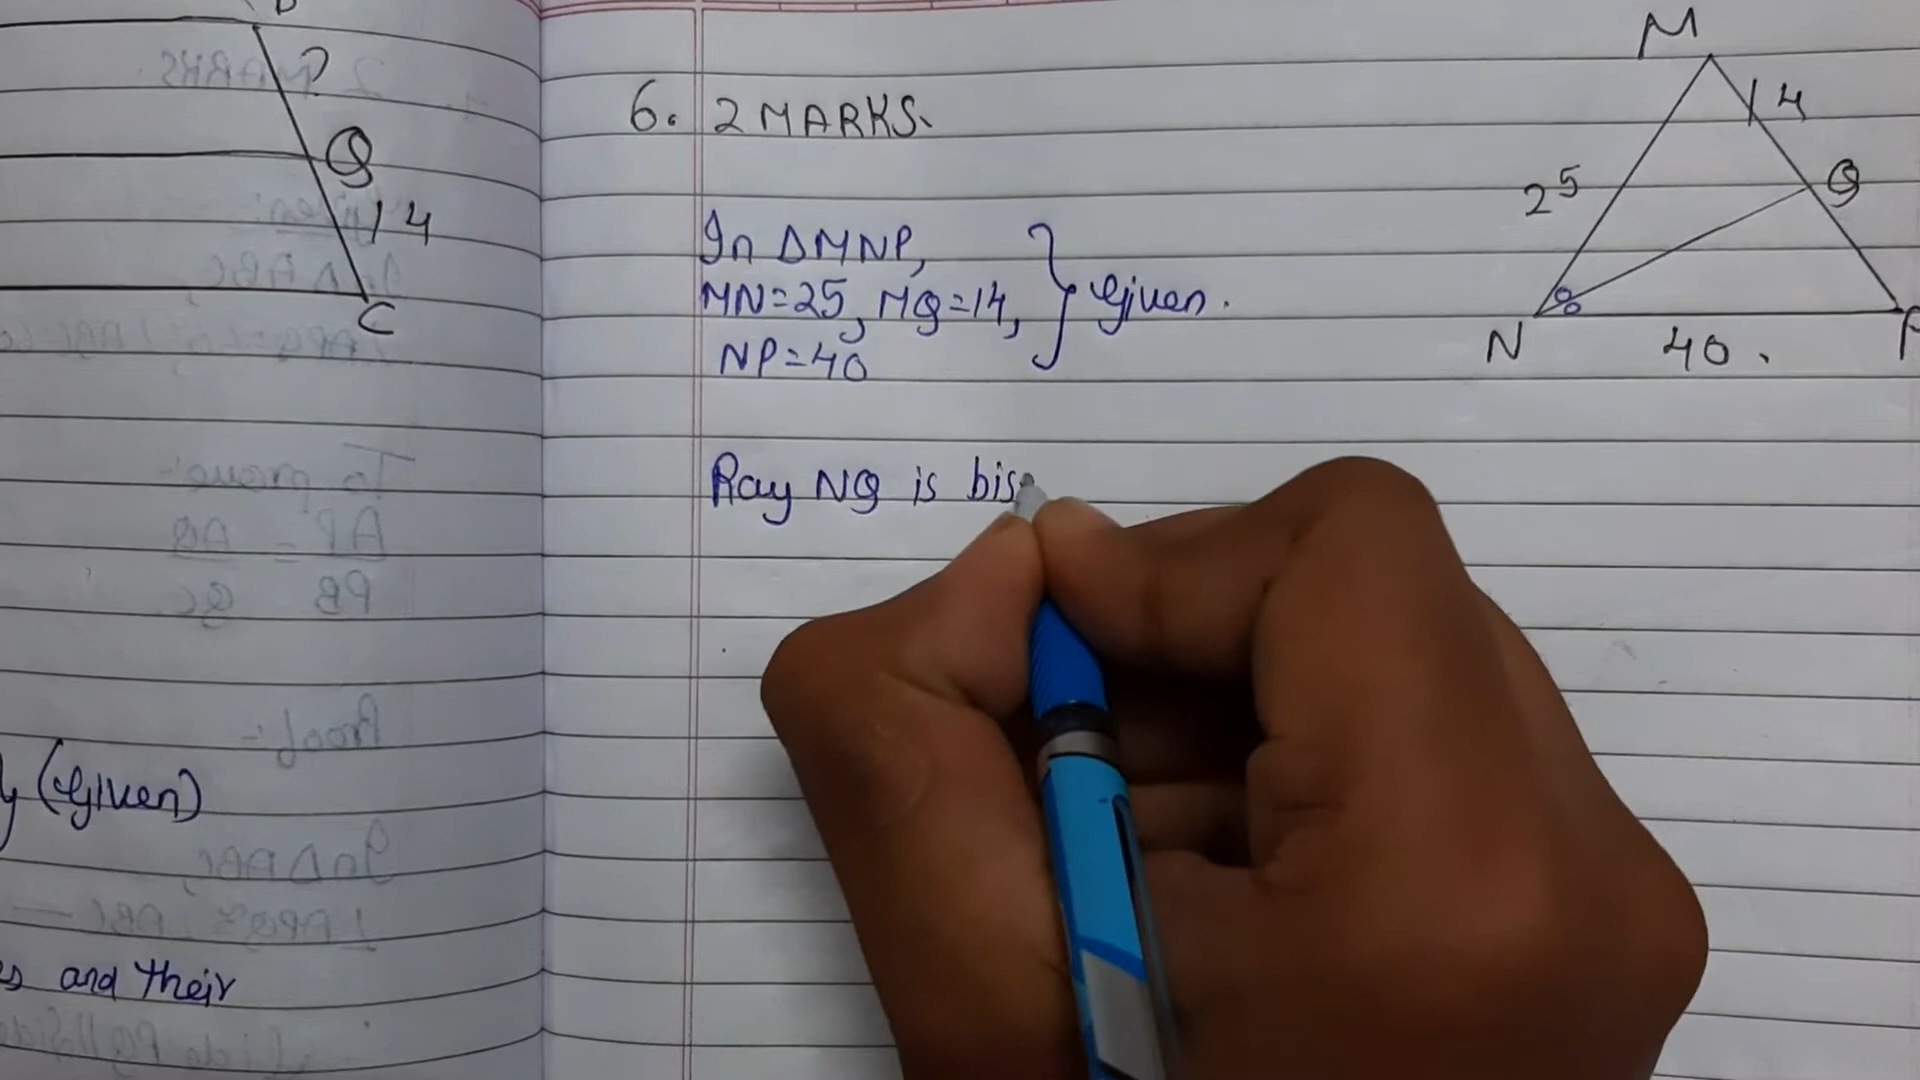 Q
14
C
y (Given)
and their
6. 2 MARKS.
In ΔMNP,
MN=25, MQ=14, } Given.
NP=40
Ray NQ is bis
M
14
25
Q
N
40.
P